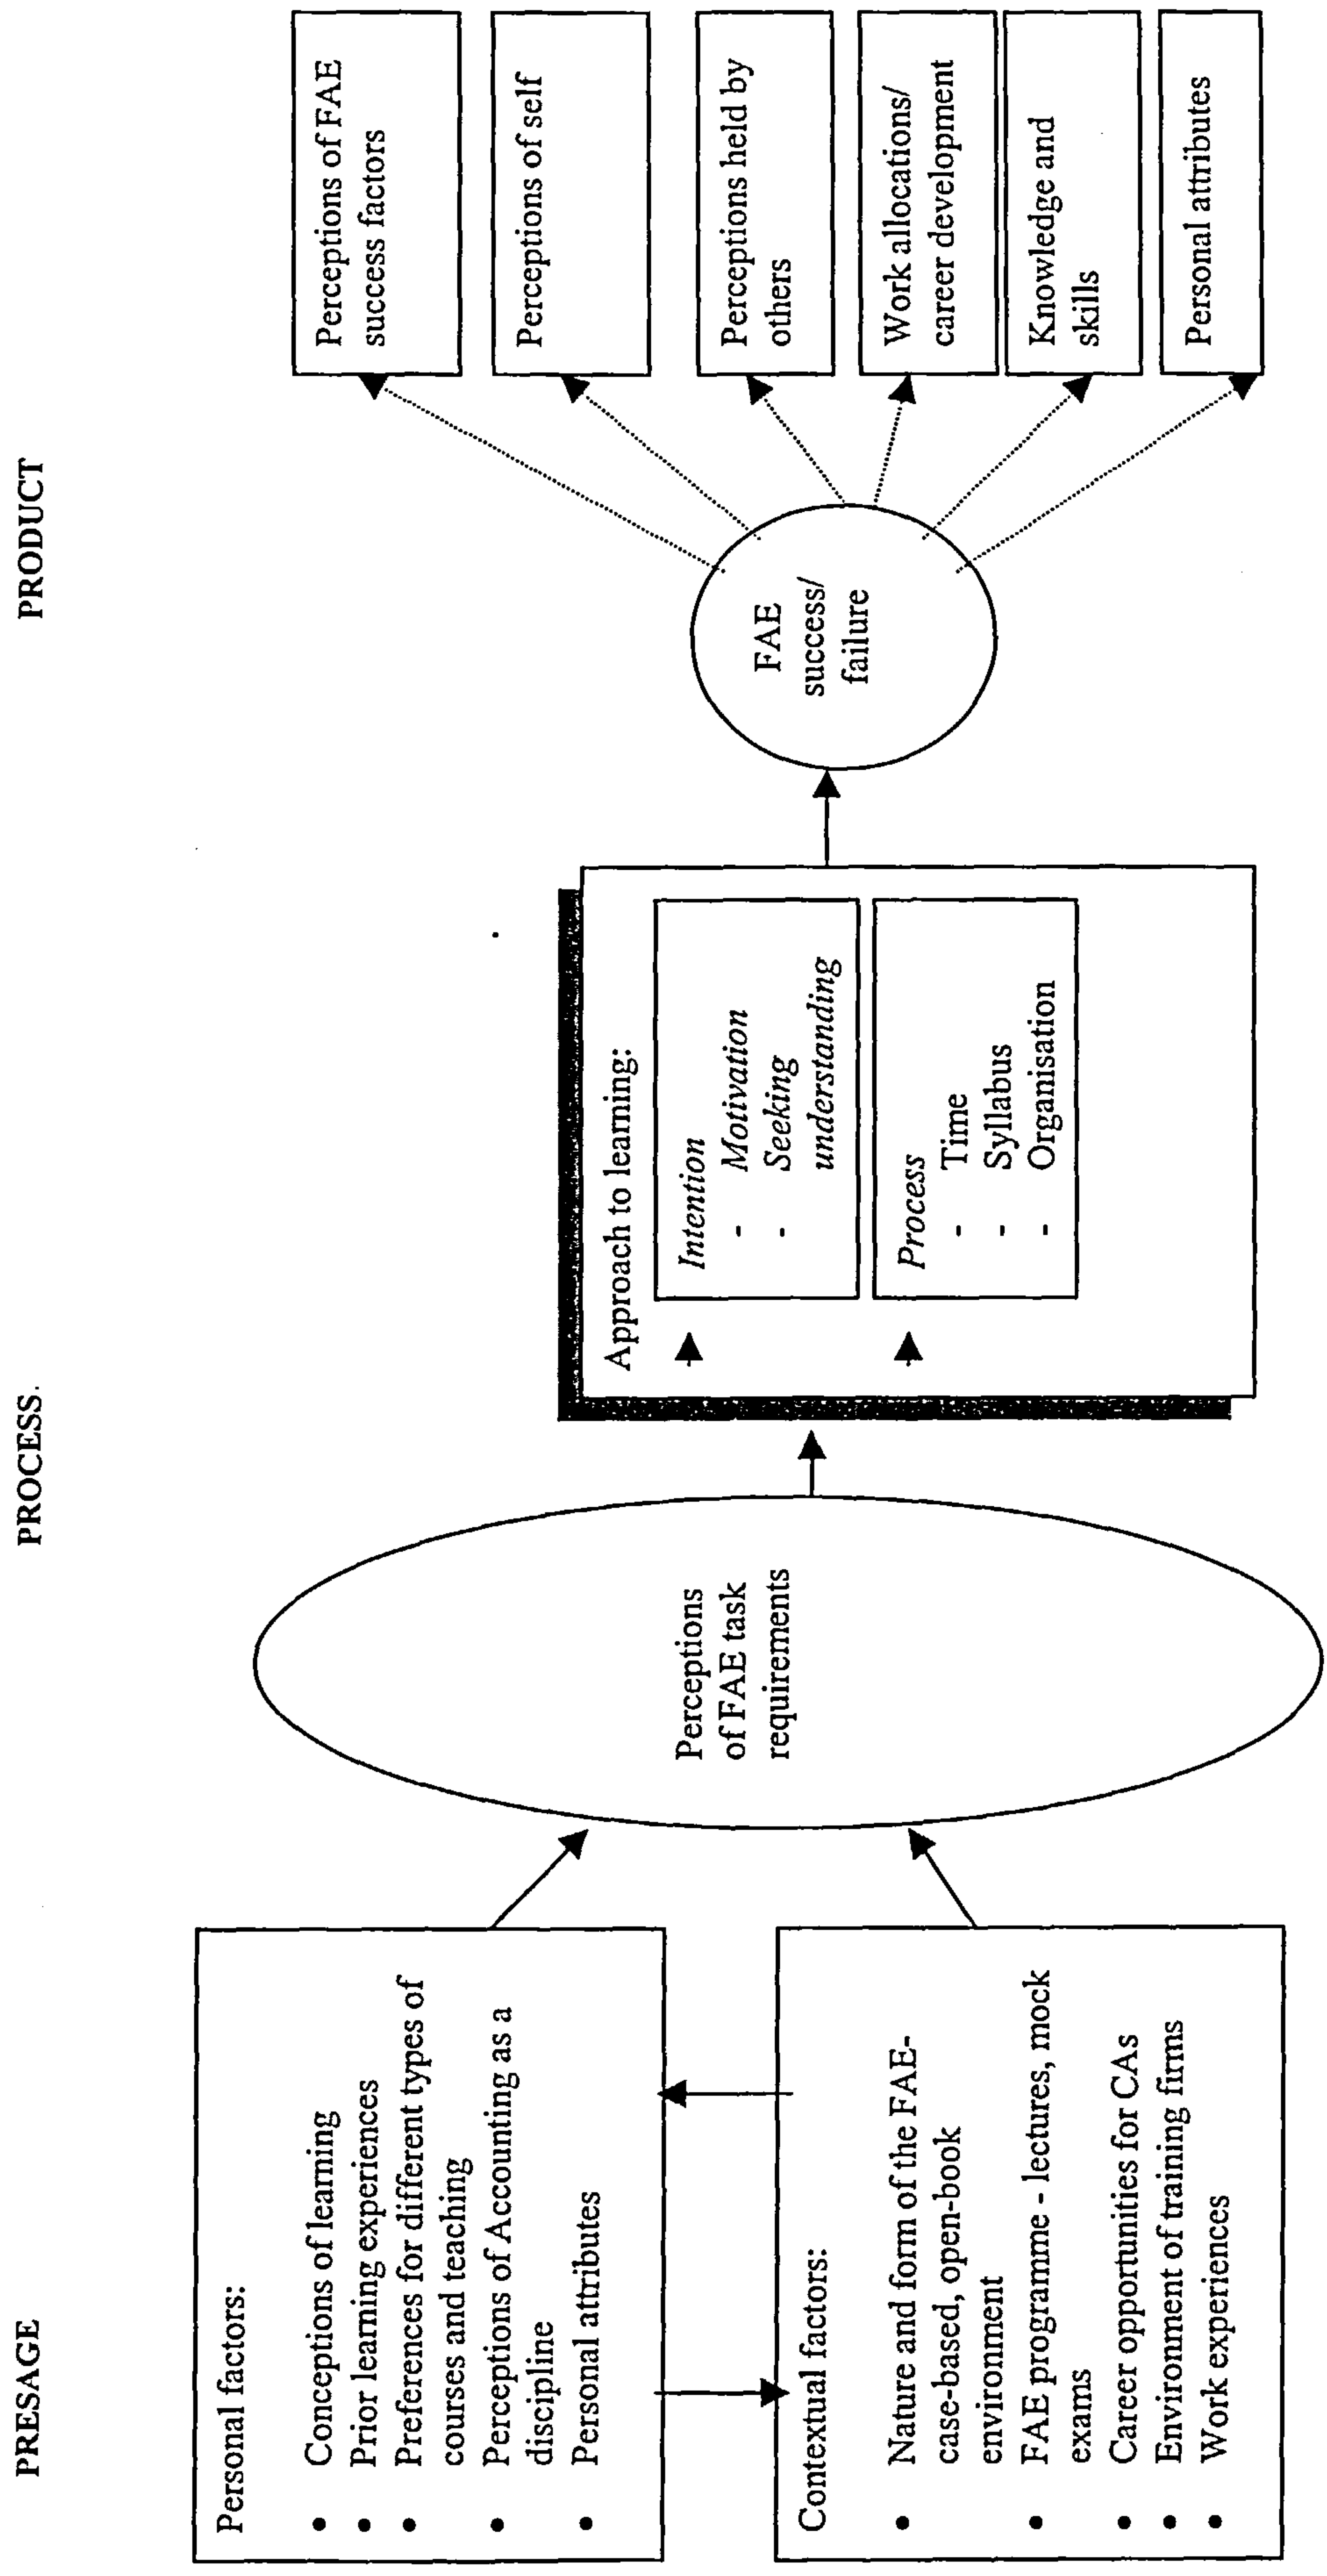 PRESAGE
PROCESS.
PRODUCT
Personal factors:
• Conceptions of learning
• Prior learning experiences
• Preferences for different types of
courses and teaching
• Perceptions of Accounting as a
discipline
• Personal attributes
Contextual factors:
• Nature and form of the FAE-
case-based, open-book
environment
• FAE programme - lectures, mock
exams
• Career opportunities for CAs
• Environment of training firms
• Work experiences
Perceptions
of FAE task
requirements
Approach to learning:
Intention
- Motivation
- Seeking
understanding
Process
- Time
- Syllabus
- Organisation
FAE
success/
failure
Perceptions of FAE
success factors
Perceptions of self
Perceptions held by
others
Work allocations/
career development
Knowledge and
skills
Personal attributes